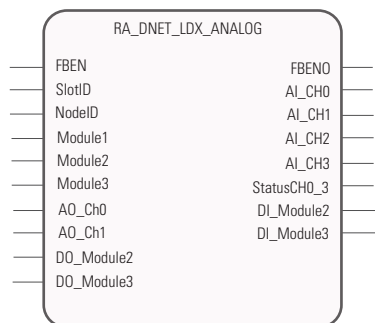 RA_DNET_LDX_ANALOG
FBEN
SlotID
NodeID
Module1
Module2
Module3
AO_Ch0
AO_Ch1
DO_Module2
DO_Module3
FBENO
AI_CH0
AI_CH1
AI_CH2
AI_CH3
StatusCH0_3
DI_Module2
DI_Module3